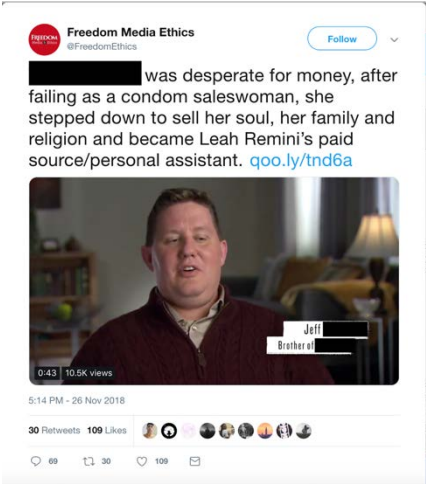 FREEDOM
Freedom Media Ethics
@FreedomEthics
Follow
was desperate for money, after
failing as a condom saleswoman, she
stepped down to sell her soul, her family and
religion and became Leah Remini's paid
source/personal assistant. qoo.ly/tnd6a
Jeff
Brother of
0:43 10.5K views
5:14 PM - 26 Nov 2018
30 Retweets 109 Likes
69 30 109